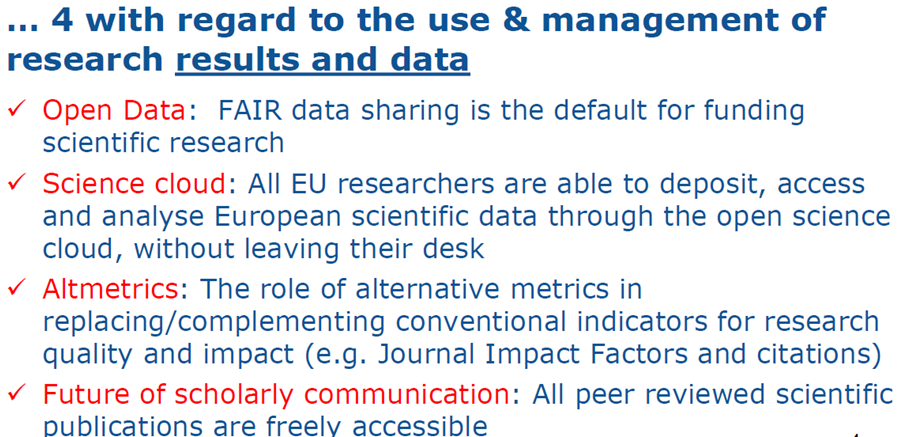 ... 4 with regard to the use & management of
research results and data
✓ Open Data: FAIR data sharing is the default for funding
scientific research
✓ Science cloud: All EU researchers are able to deposit, access
and analyse European scientific data through the open science
cloud, without leaving their desk
✓ Altmetrics: The role of alternative metrics in
replacing/complementing conventional indicators for research
quality and impact (e.g. Journal Impact Factors and citations)
✓ Future of scholarly communication: All peer reviewed scientific
publications are freely accessible